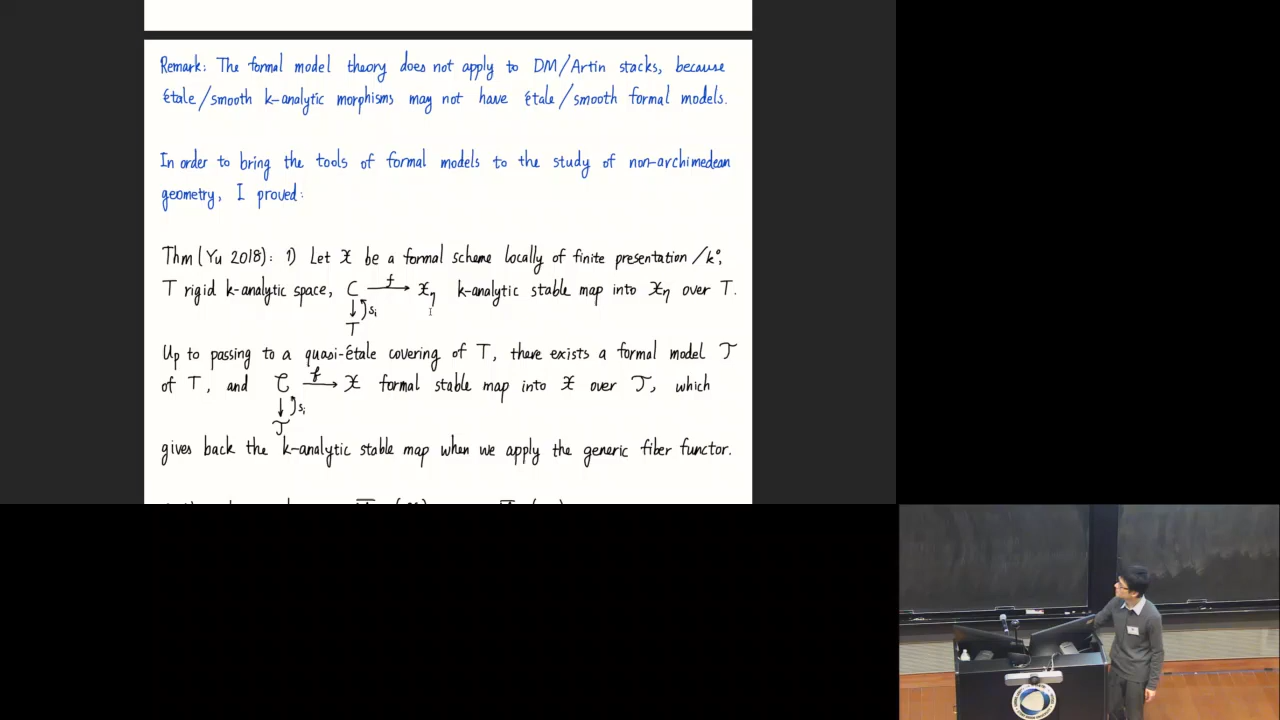 Remark: The formal model theory does not apply to DM/Artin stacks, because
étale/smooth k-analytic morphisms may not have étale/smooth formal models.
In order to bring the tools of formal models to the study of non-archimedean
geometry, I proved:
Thm (Yu 2018): 1) Let 𝔛 be a formal scheme locally of finite presentation /k°,
T rigid k-analytic space, C —f→ 𝔛η k-analytic stable map into 𝔛η over T.
↓ ↑ sᵢ
T
Up to passing to a quasi-étale covering of T, there exists a formal model 𝒯
of T, and 𝒞 —f→ 𝔛 formal stable map into 𝔛 over 𝒯, which
↓ ↑ sᵢ
𝒯
gives back the k-analytic stable map when we apply the generic fiber functor.